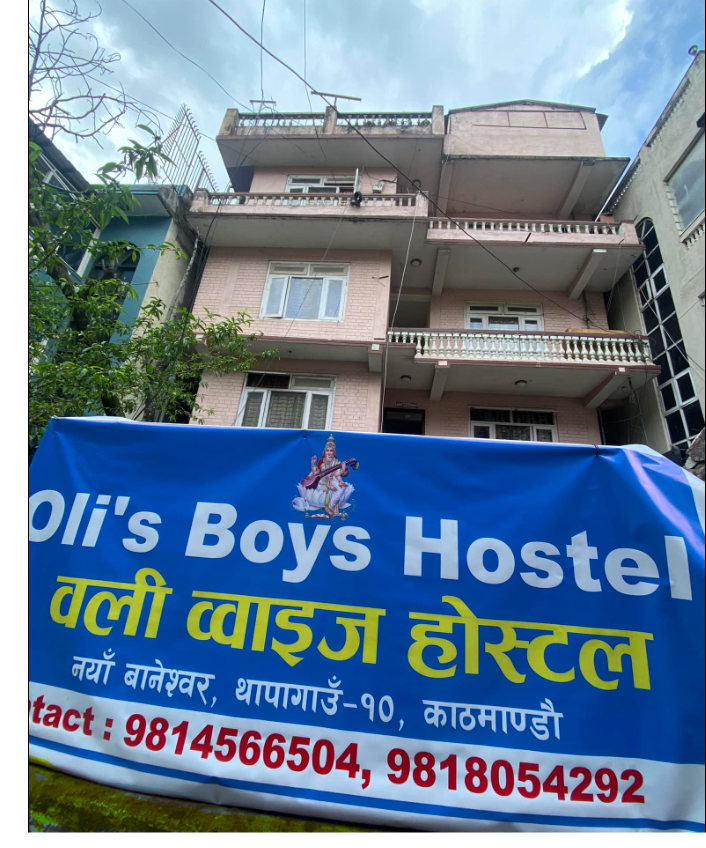 Oli's Boys Hostel
वली व्वाइज होस्टल
नयाँ बानेश्वर, थापागाउँ-१०, काठमाण्डौ
tact : 9814566504, 9818054292